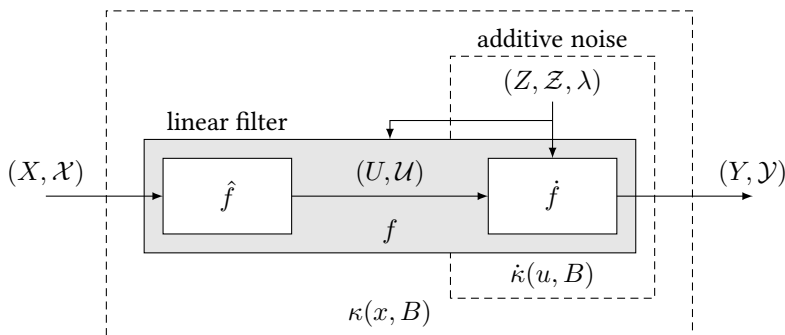 additive noise
(Z, 𝒵, λ)
linear filter
(X, 𝒳)
f̂
(U, 𝒰)
ḟ
(Y, 𝒴)
f
κ̇(u, B)
κ(x, B)